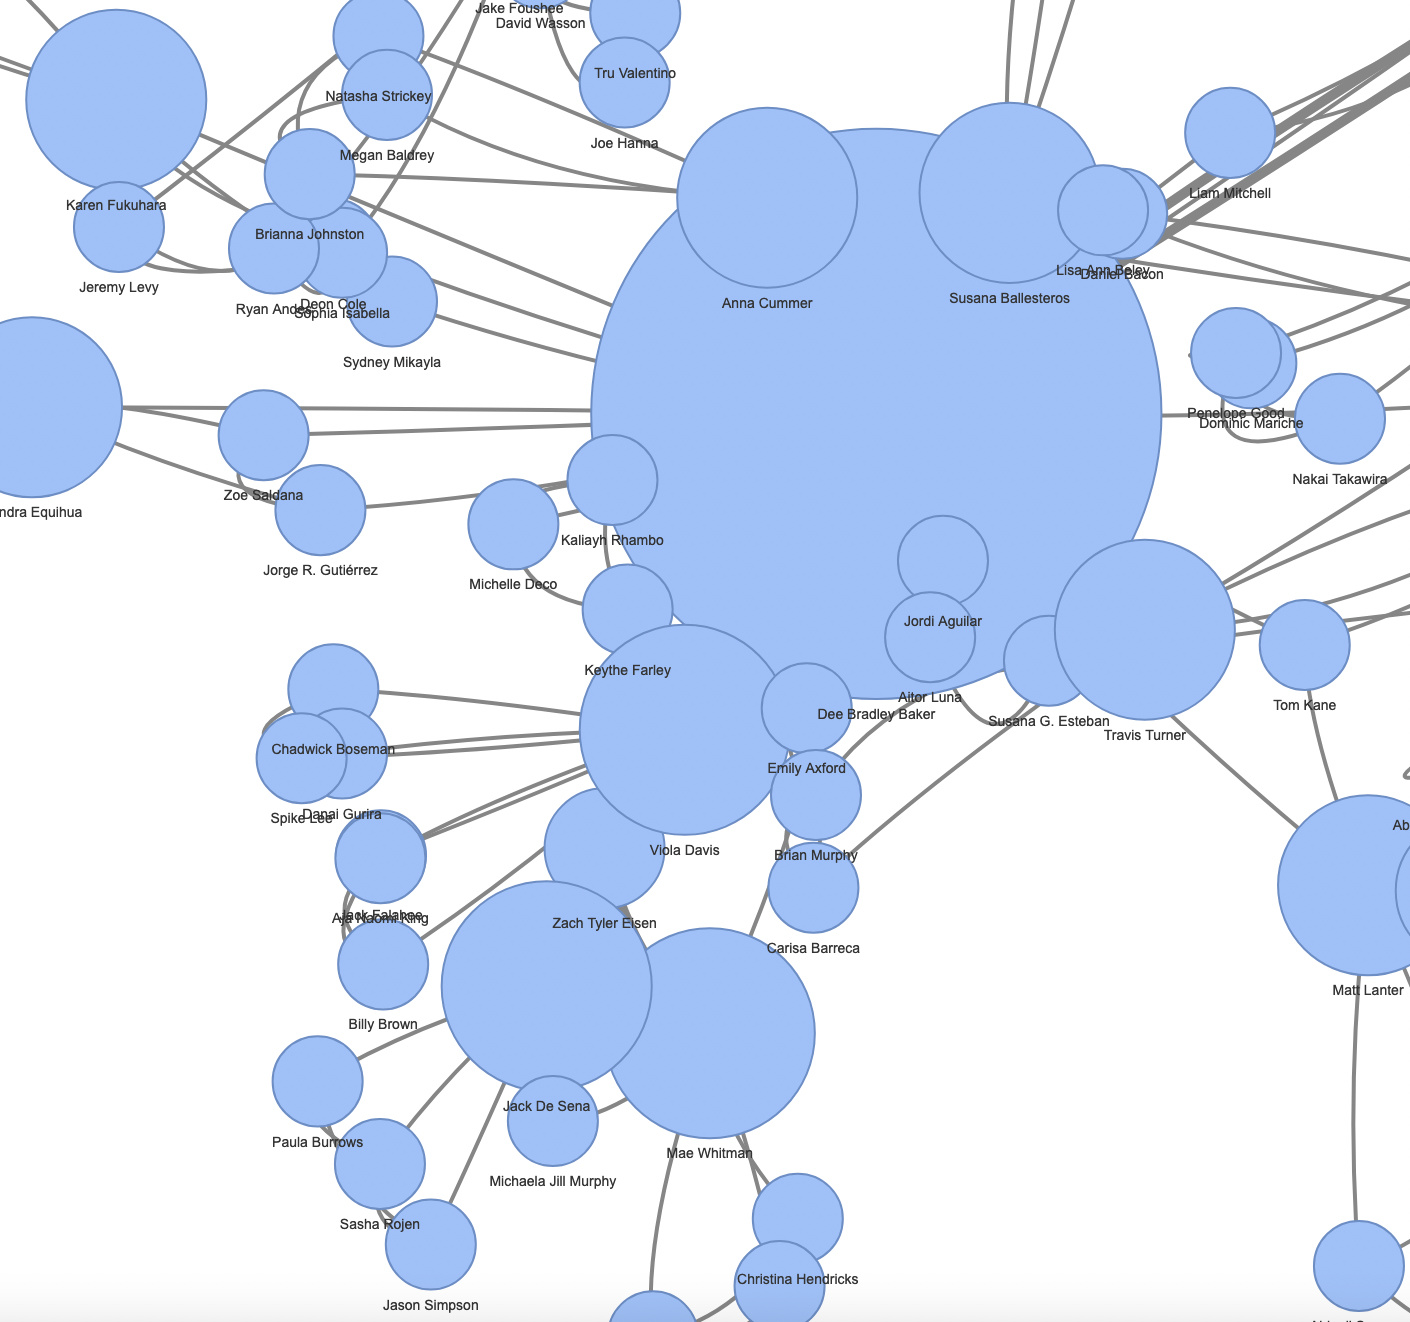 Jake Foushee
David Wasson
Tru Valentino
Natasha Strickey
Joe Hanna
Megan Baldrey
Liam Mitchell
Karen Fukuhara
Brianna Johnston
Lisa Ann Beley
Daniel Bacon
Jeremy Levy
Susana Ballesteros
Anna Cummer
Deon Cole
Ryan Andes
Sophia Isabella
Sydney Mikayla
Penelope Good
Dominic Mariche
Nakai Takawira
Zoe Saldana
ndra Equihua
Kaliayh Rhambo
Jorge R. Gutiérrez
Michelle Deco
Jordi Aguilar
Keythe Farley
Aitor Luna
Tom Kane
Dee Bradley Baker
Susana G. Esteban
Travis Turner
Chadwick Boseman
Emily Axford
Danai Gurira
Spike Lee
Ab
Viola Davis
Brian Murphy
Jack Falahee
Aja Naomi King
Zach Tyler Eisen
Carisa Barreca
Matt Lanter
Billy Brown
Jack De Sena
Paula Burrows
Mae Whitman
Michaela Jill Murphy
Sasha Rojen
Christina Hendricks
Jason Simpson